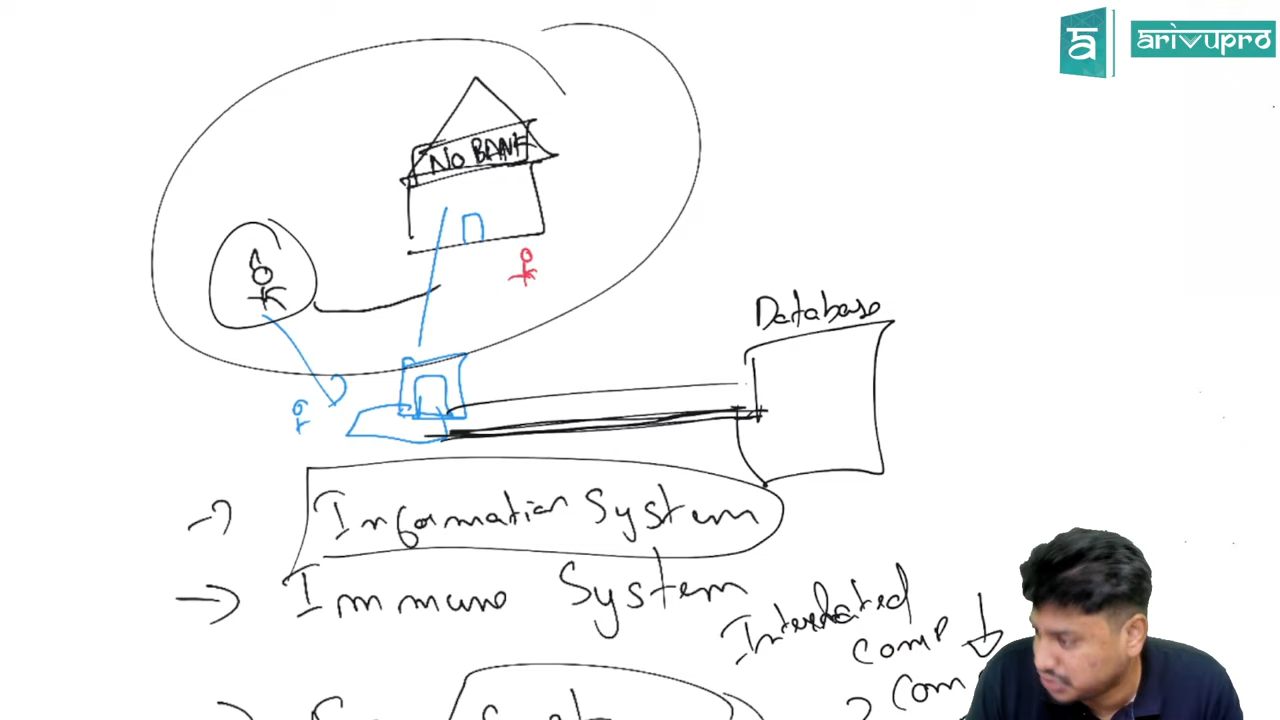 arivupro
NO BANK
Database
Information System
Immune System
Interrelated
comp
Com